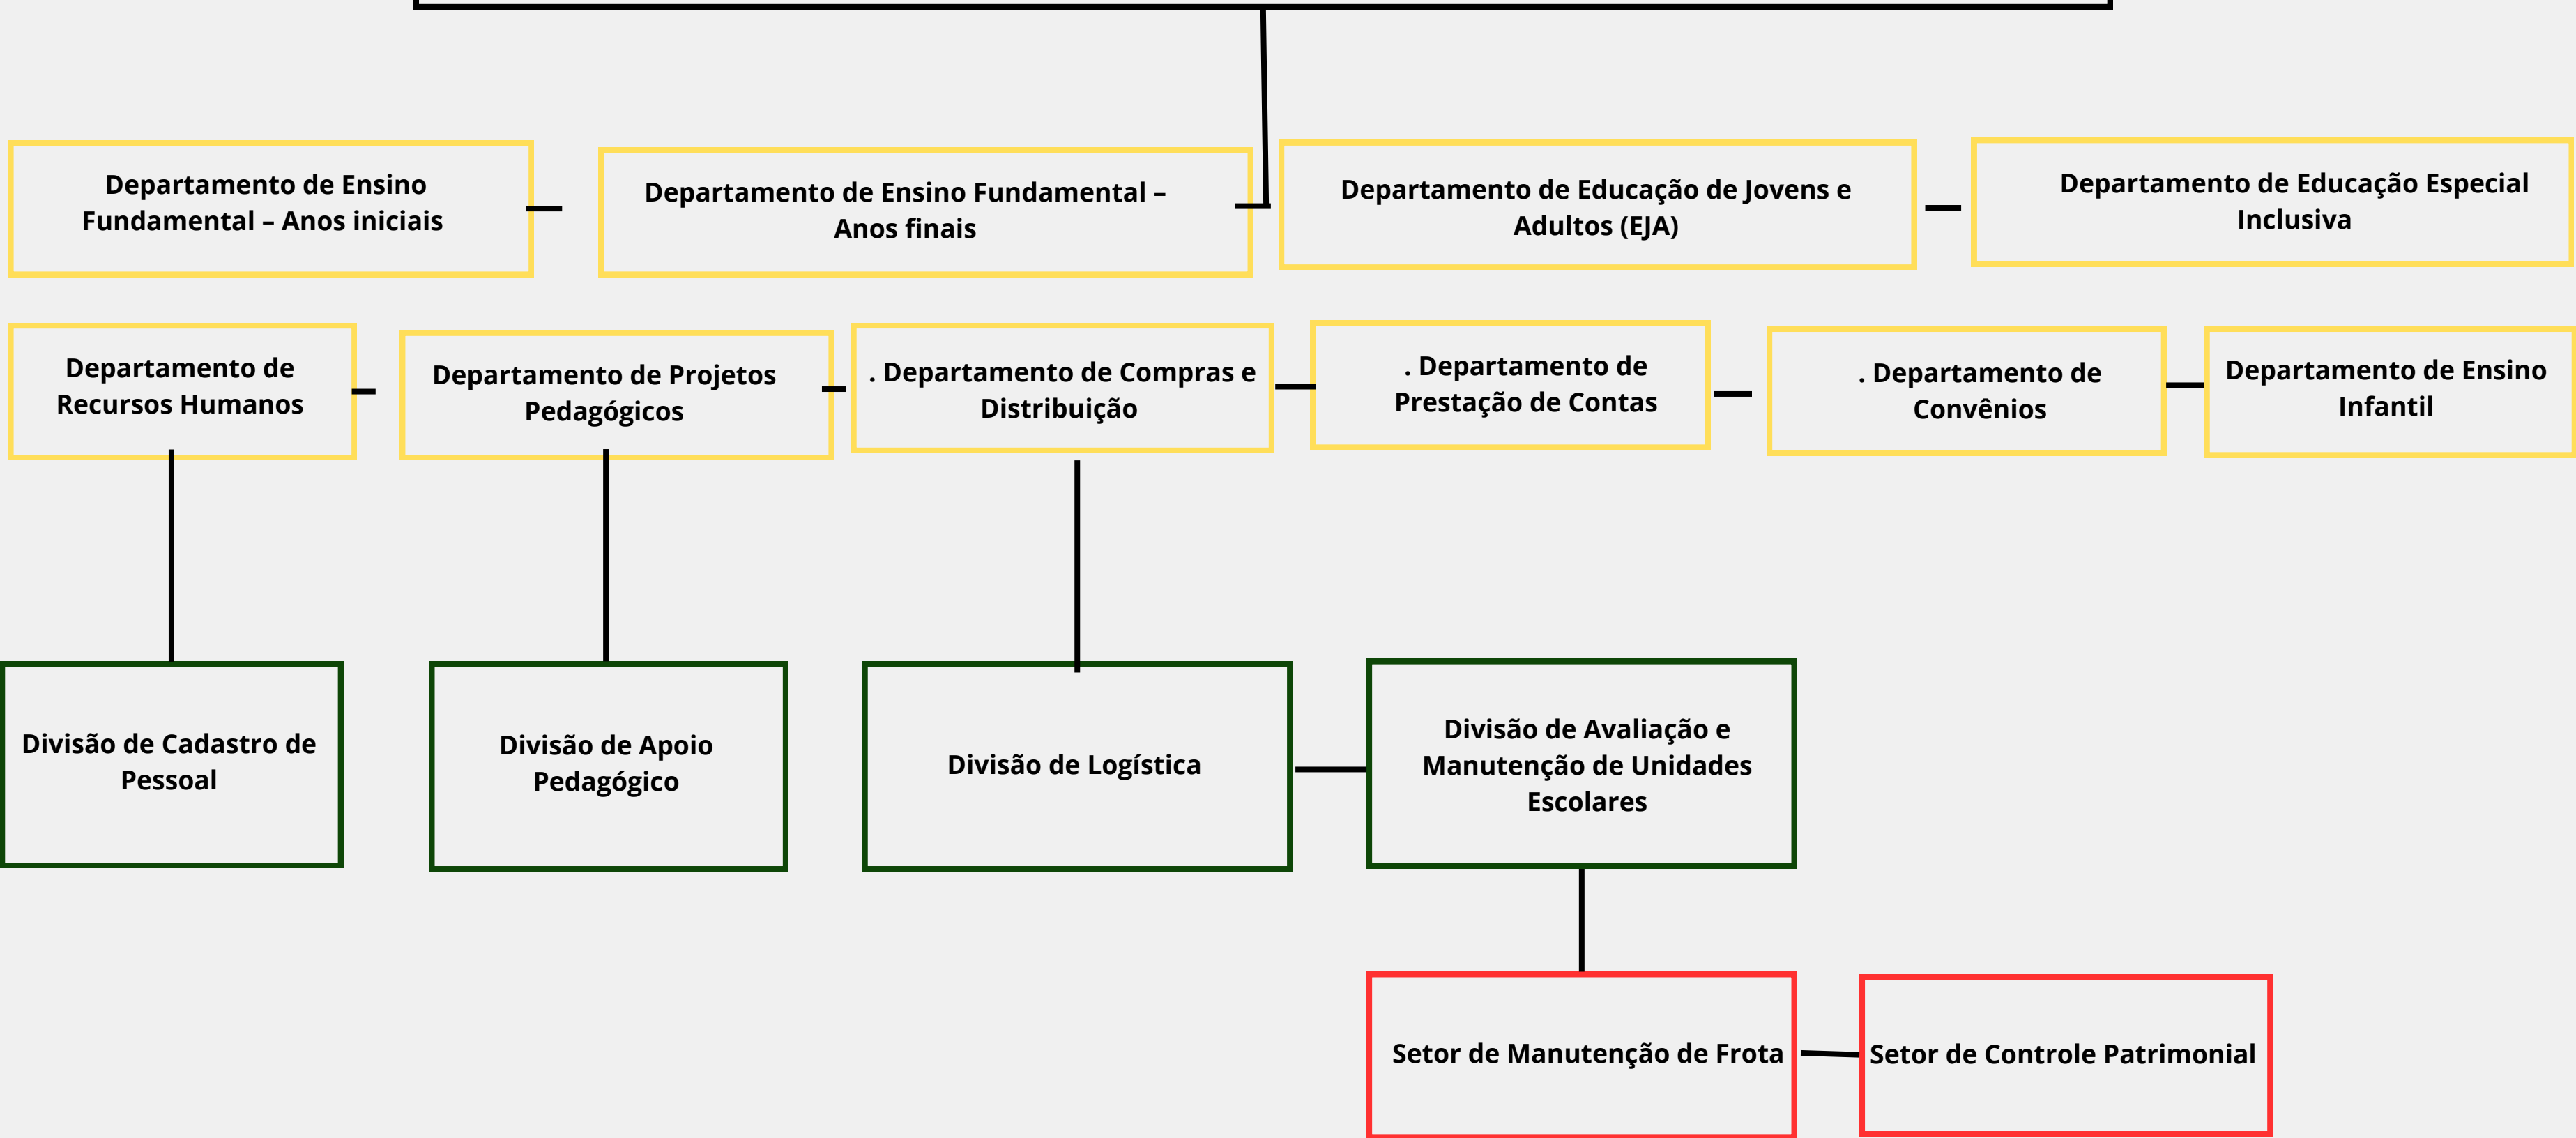 Departamento de Ensino
Fundamental – Anos iniciais
Departamento de Ensino Fundamental –
Anos finais
Departamento de Educação de Jovens e
Adultos (EJA)
Departamento de Educação Especial
Inclusiva
Departamento de
Recursos Humanos
Departamento de Projetos
Pedagógicos
. Departamento de Compras e
Distribuição
. Departamento de
Prestação de Contas
. Departamento de
Convênios
Departamento de Ensino
Infantil
Divisão de Cadastro de
Pessoal
Divisão de Apoio
Pedagógico
Divisão de Logística
Divisão de Avaliação e
Manutenção de Unidades
Escolares
Setor de Manutenção de Frota
Setor de Controle Patrimonial